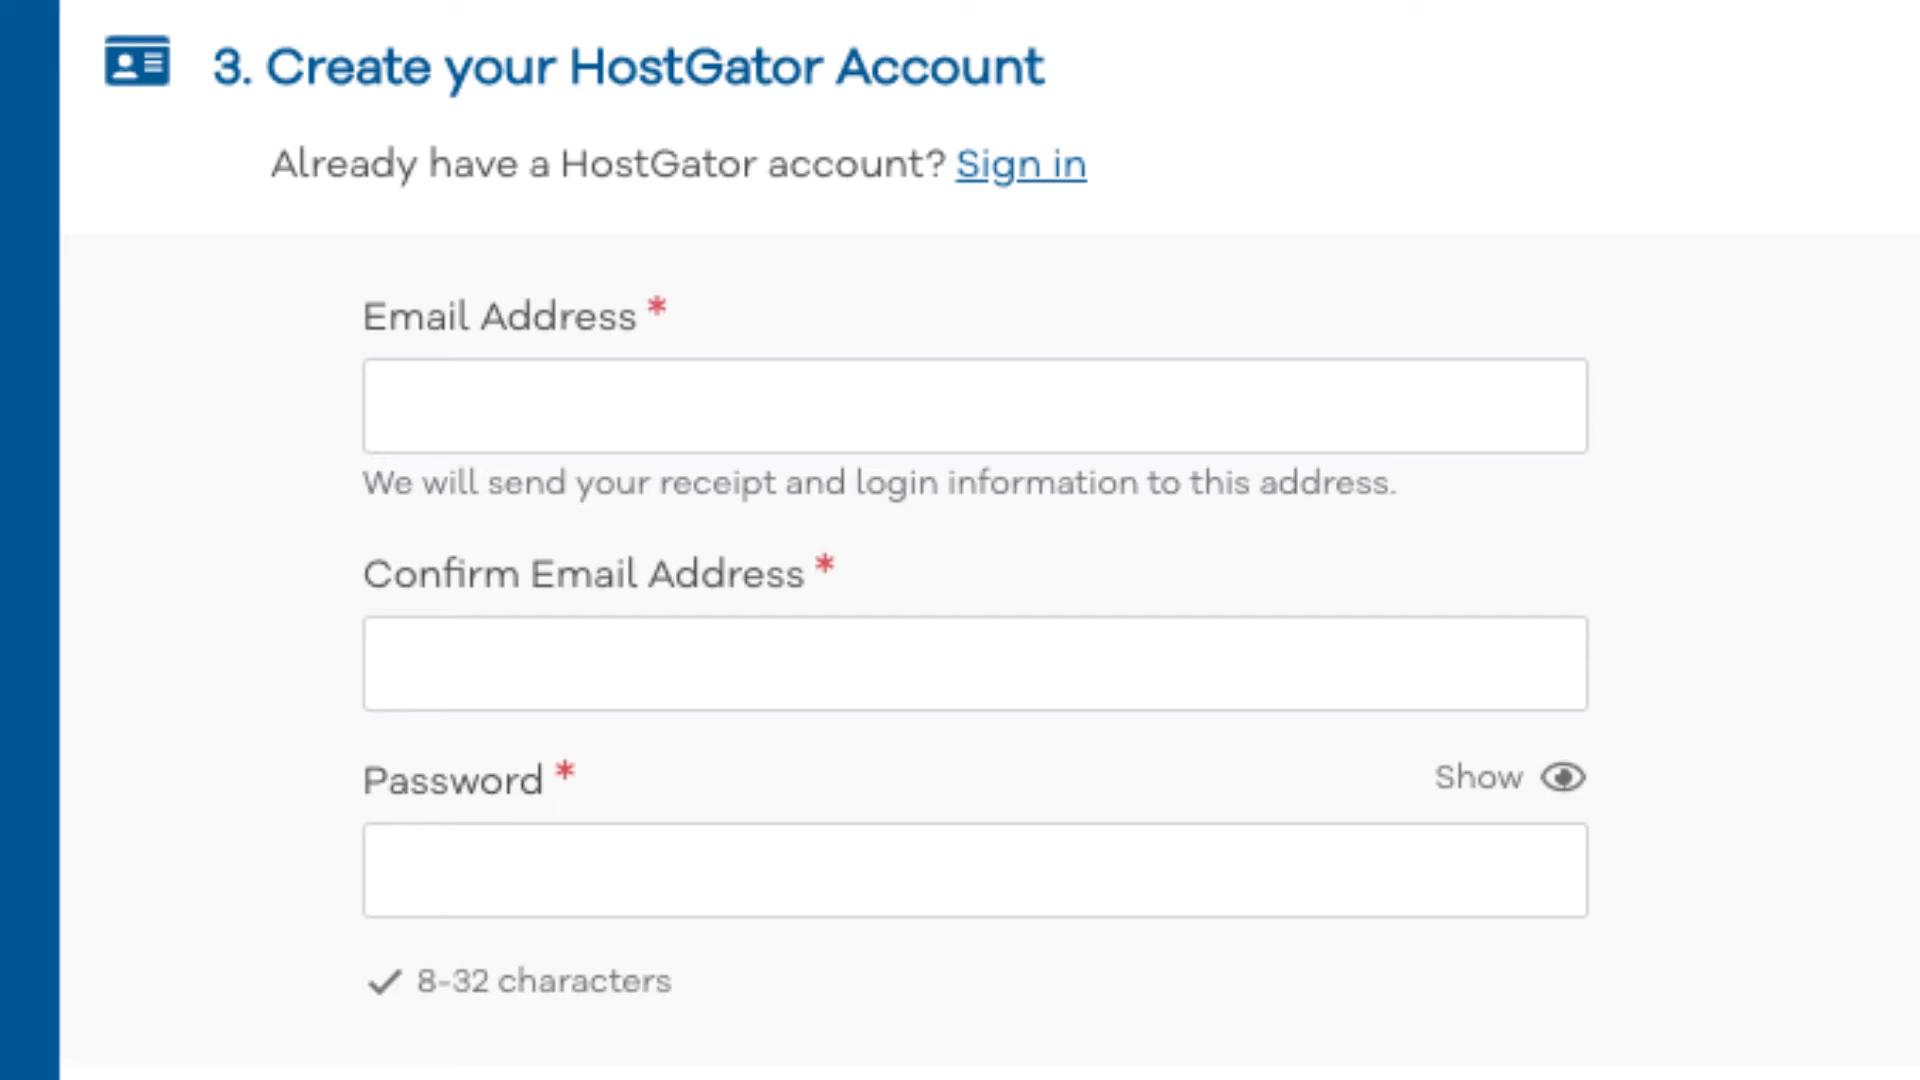 3. Create your HostGator Account
Already have a HostGator account? Sign in
Email Address *
We will send your receipt and login information to this address.
Confirm Email Address *
Password *
Show
8-32 characters